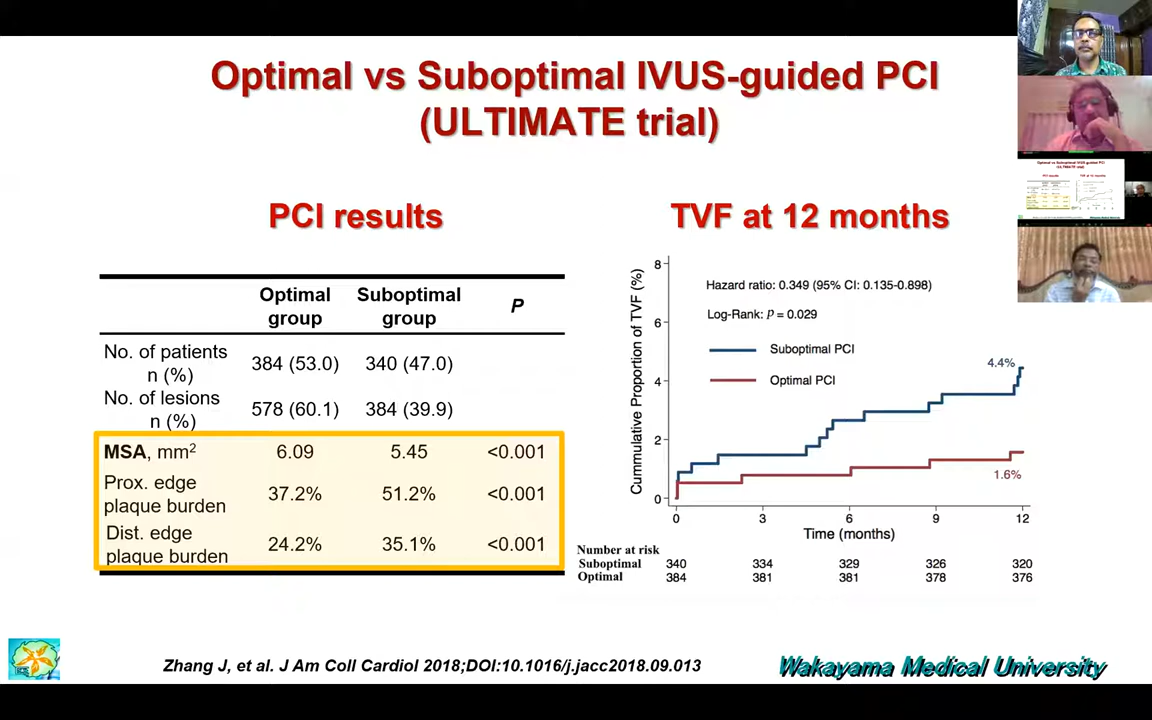 Optimal vs Suboptimal IVUS-guided PCI
(ULTIMATE trial)
PCI results
Optimal group Suboptimal group P
No. of patients n (%) 384 (53.0) 340 (47.0)
No. of lesions n (%) 578 (60.1) 384 (39.9)
MSA, mm² 6.09 5.45 <0.001
Prox. edge plaque burden 37.2% 51.2% <0.001
Dist. edge plaque burden 24.2% 35.1% <0.001
TVF at 12 months
Cummulative Proportion of TVF (%)
8
6
4
2
0
Hazard ratio: 0.349 (95% CI: 0.135-0.898)
Log-Rank: p = 0.029
Suboptimal PCI
Optimal PCI
4.4%
1.6%
0 3 6 9 12
Time (months)
Number at risk
Suboptimal 340 334 329 326 320
Optimal 384 381 381 378 376
Zhang J, et al. J Am Coll Cardiol 2018;DOI:10.1016/j.jacc2018.09.013
Wakayama Medical University